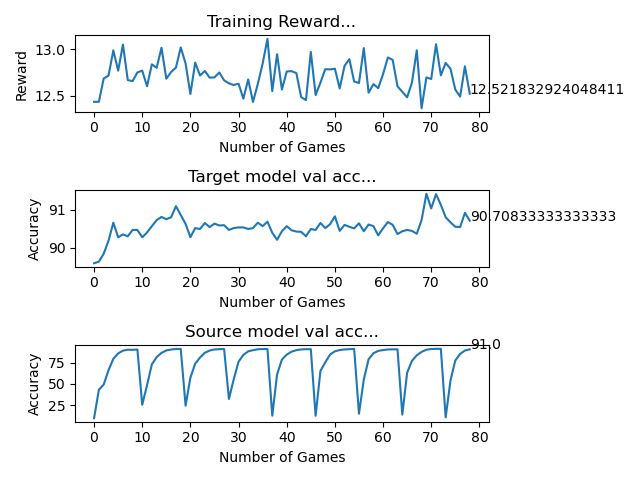 Training Reward...
Reward
13.0
12.5
12.521832924048411
0 10 20 30 40 50 60 70 80
Number of Games
Target model val acc...
Accuracy
91
90
90.70833333333333
0 10 20 30 40 50 60 70 80
Number of Games
Source model val acc...
Accuracy
75
50
25
91.0
0 10 20 30 40 50 60 70 80
Number of Games